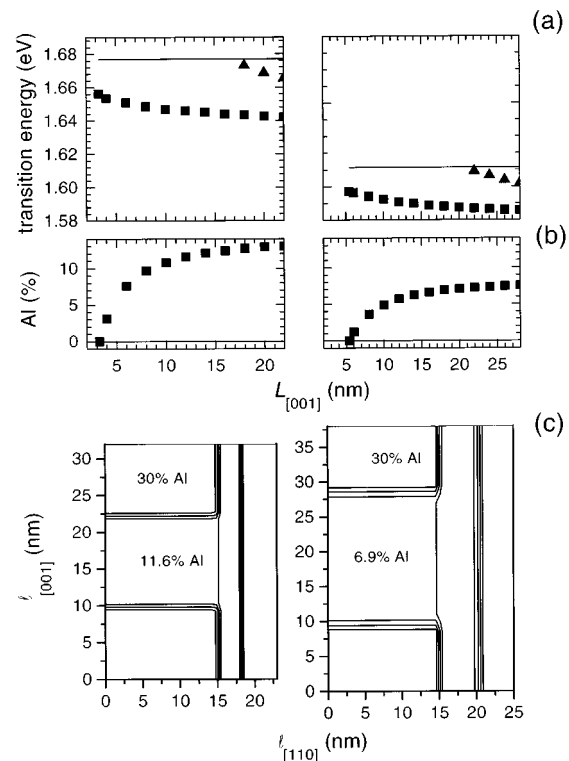 (a)
transition energy (eV)
1.68
1.66
1.64
1.62
1.60
1.58
(b)
Al (%)
10
5
0
5 10 15 20
5 10 15 20 25
L[001] (nm)
(c)
ℓ[001] (nm)
30
25
20
15
10
5
0
30% Al
11.6% Al
0 5 10 15 20
35
30
25
20
15
10
5
0
30% Al
6.9% Al
0 5 10 15 20 25
ℓ[110] (nm)